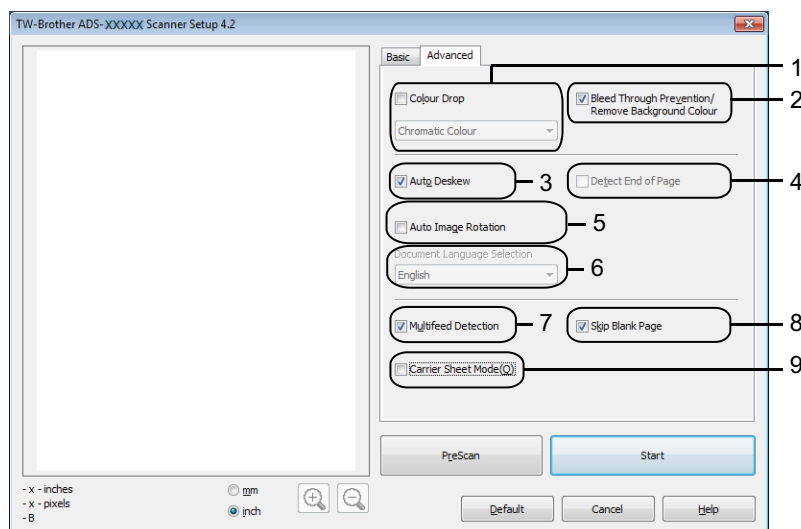 TW-Brother ADS-XXXXX Scanner Setup 4.2
Basic
Advanced
1
Colour Drop
Chromatic Colour
Bleed Through Prevention/
Remove Background Colour
2
Auto Deskew
3
Detect End of Page
4
Auto Image Rotation
5
Document Language Selection
English
6
Multifeed Detection
7
Skip Blank Page
8
Carrier Sheet Mode(O)
9
PreScan
Start
- x - inches
- x - pixels
- B
mm
inch
Default
Cancel
Help